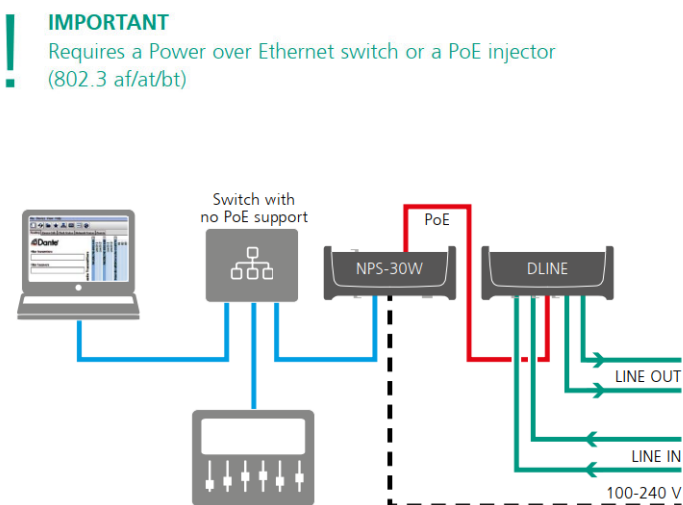 IMPORTANT
Requires a Power over Ethernet switch or a PoE injector
(802.3 af/at/bt)
Switch with
no PoE support
PoE
Dante
NPS-30W
DLINE
LINE OUT
LINE IN
100-240 V